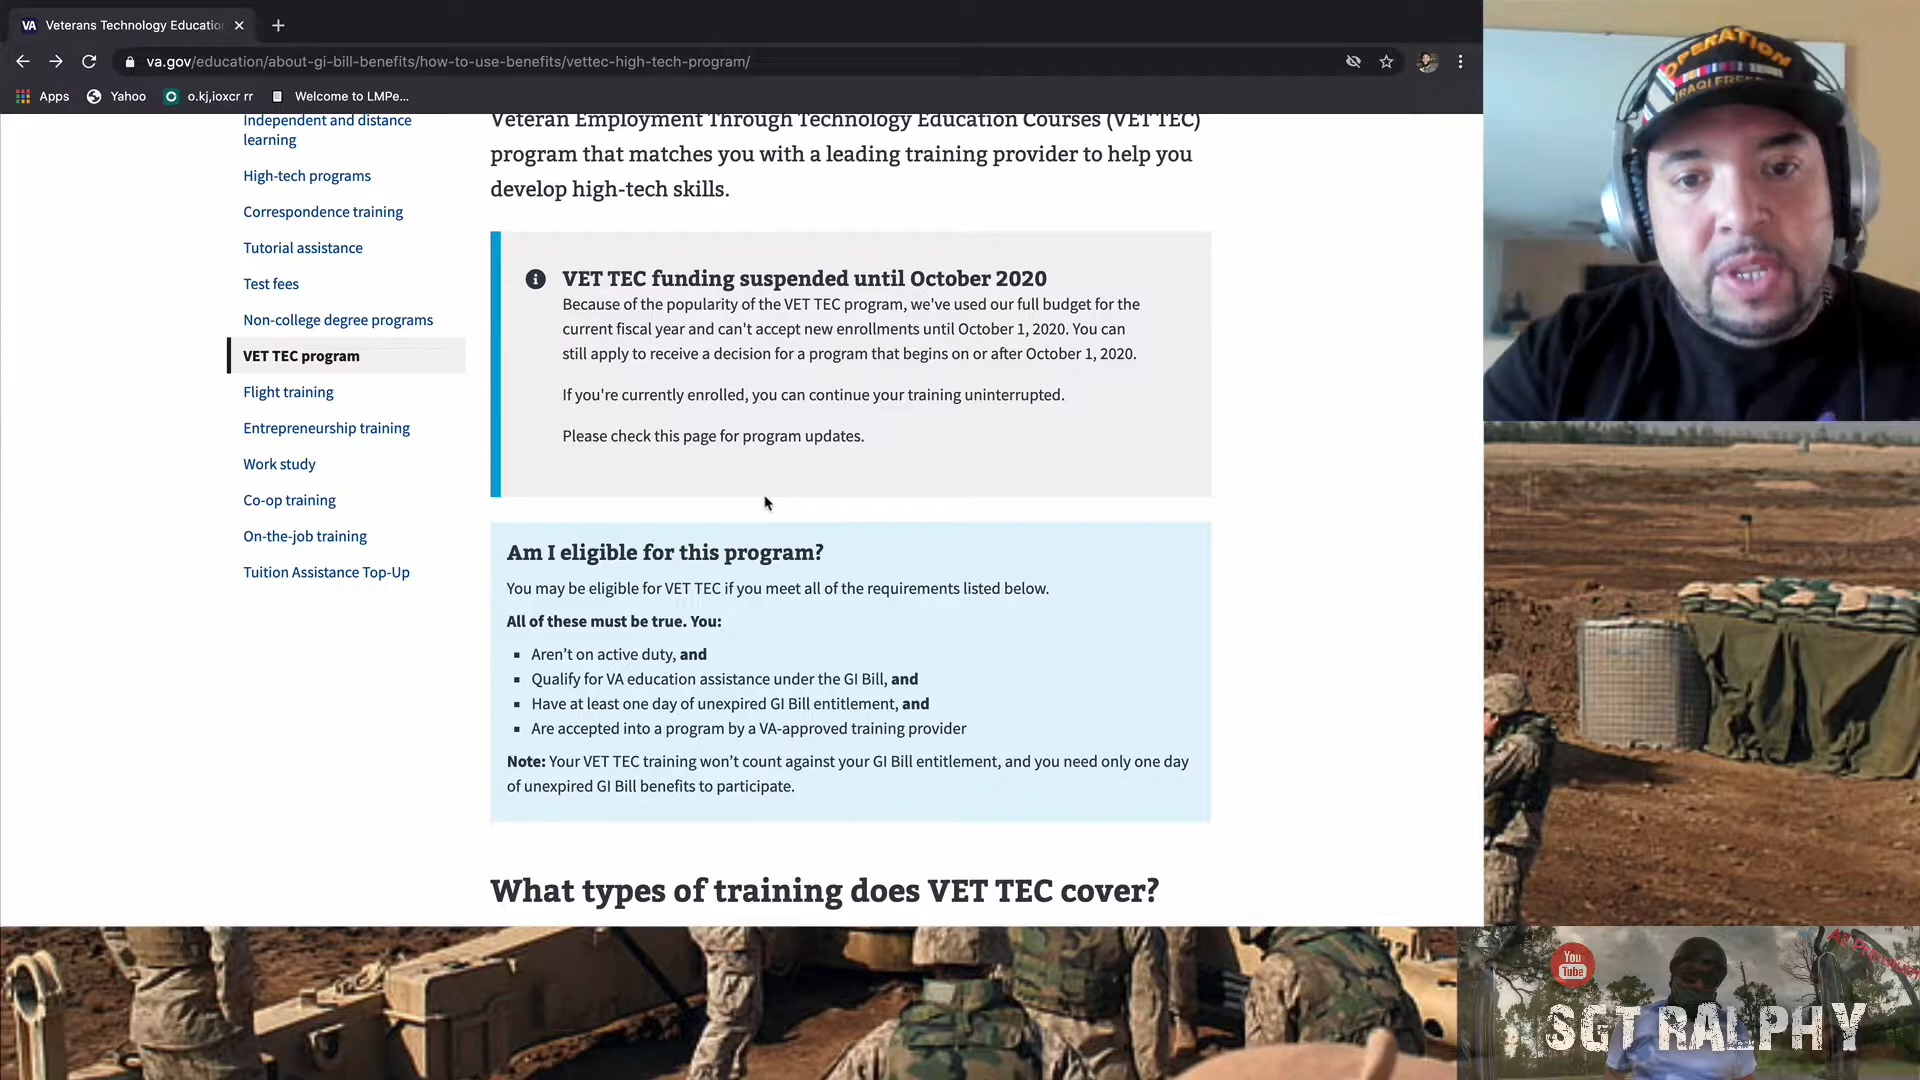 VA Veterans Technology Educatio
va.gov/education/about-gi-bill-benefits/how-to-use-benefits/vettec-high-tech-program/
Apps Yahoo o.kj,ioxcr rr Welcome to LMPe...
Independent and distance
learning
High-tech programs
Correspondence training
Tutorial assistance
Test fees
Non-college degree programs
VET TEC program
Flight training
Entrepreneurship training
Work study
Co-op training
On-the-job training
Tuition Assistance Top-Up
Veteran Employment Through Technology Education Courses (VET TEC)
program that matches you with a leading training provider to help you
develop high-tech skills.
VET TEC funding suspended until October 2020
Because of the popularity of the VET TEC program, we've used our full budget for the
current fiscal year and can't accept new enrollments until October 1, 2020. You can
still apply to receive a decision for a program that begins on or after October 1, 2020.
If you're currently enrolled, you can continue your training uninterrupted.
Please check this page for program updates.
Am I eligible for this program?
You may be eligible for VET TEC if you meet all of the requirements listed below.
All of these must be true. You:
Aren't on active duty, and
Qualify for VA education assistance under the GI Bill, and
Have at least one day of unexpired GI Bill entitlement, and
Are accepted into a program by a VA-approved training provider
Note: Your VET TEC training won't count against your GI Bill entitlement, and you need only one day
of unexpired GI Bill benefits to participate.
What types of training does VET TEC cover?
OPERATION
IRAQI FREEDOM
You
Tube
SGT RALPHY